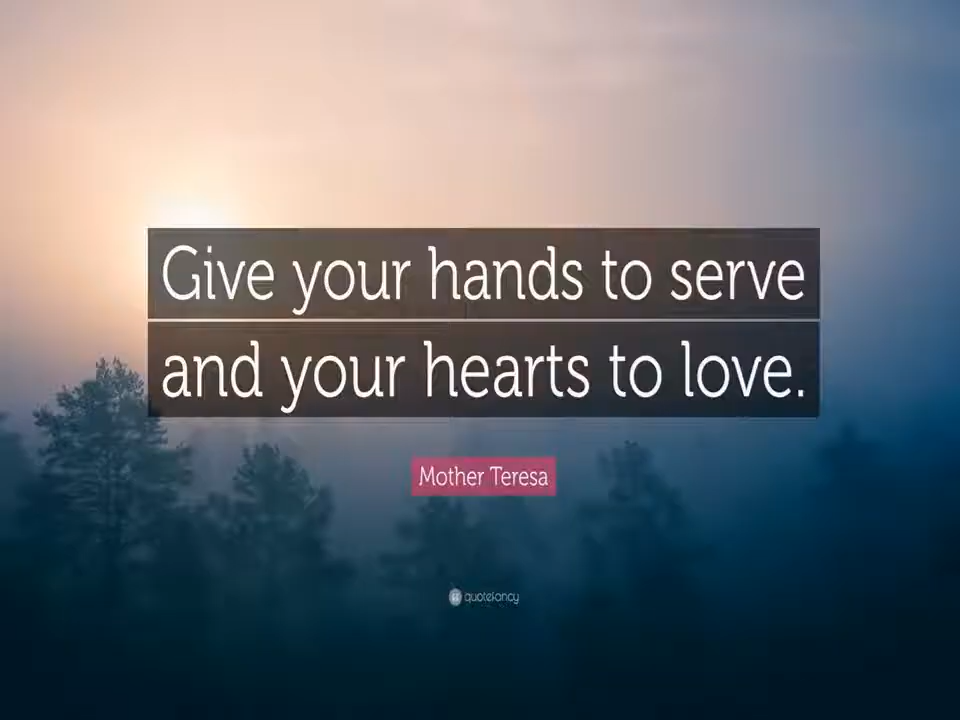 Give your hands to serve
and your hearts to love.
Mother Teresa
quotefancy